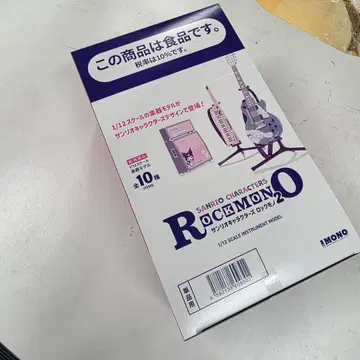 この商品は食品です。
税率は10%です。
1/12スケールの楽器モデルが
サンリオキャラクターズデザインで登場!
全10種
SANRIO CHARACTERS
ROCKMONO2
サンリオキャラクターズ ロックモノ
1/12 SCALE INSTRUMENT MODEL
MONO
単品用